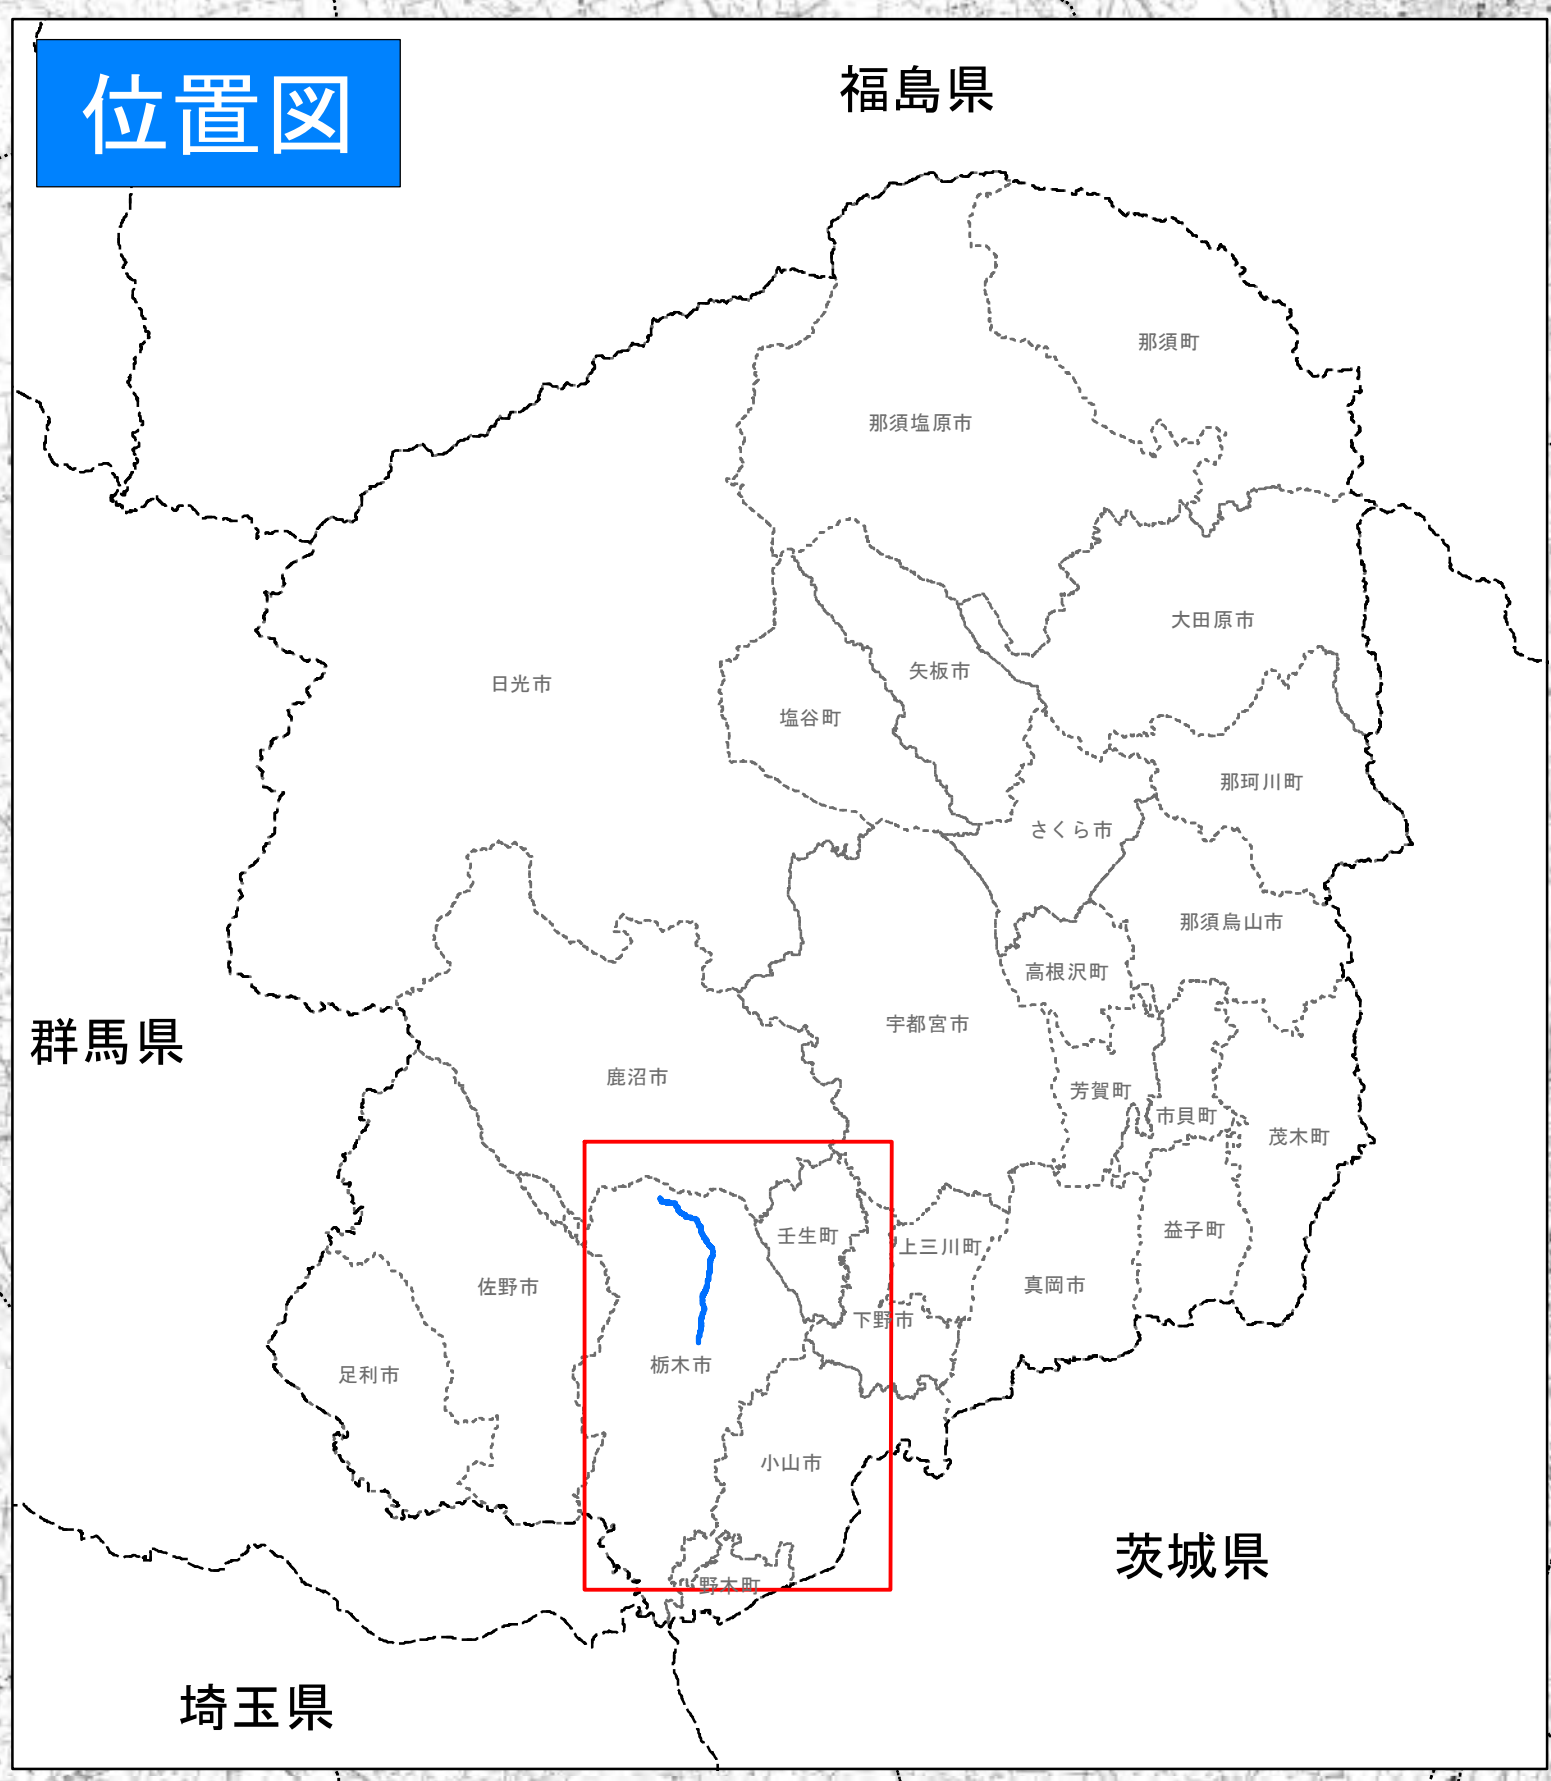 位置図
福島県
那須町
那須塩原市
大田原市
矢板市
日光市
塩谷町
那珂川町
さくら市
那須烏山市
高根沢町
宇都宮市
群馬県
鹿沼市
芳賀町
市貝町
茂木町
益子町
壬生町
上三川町
真岡市
佐野市
下野市
栃木市
足利市
小山市
茨城県
野木町
埼玉県